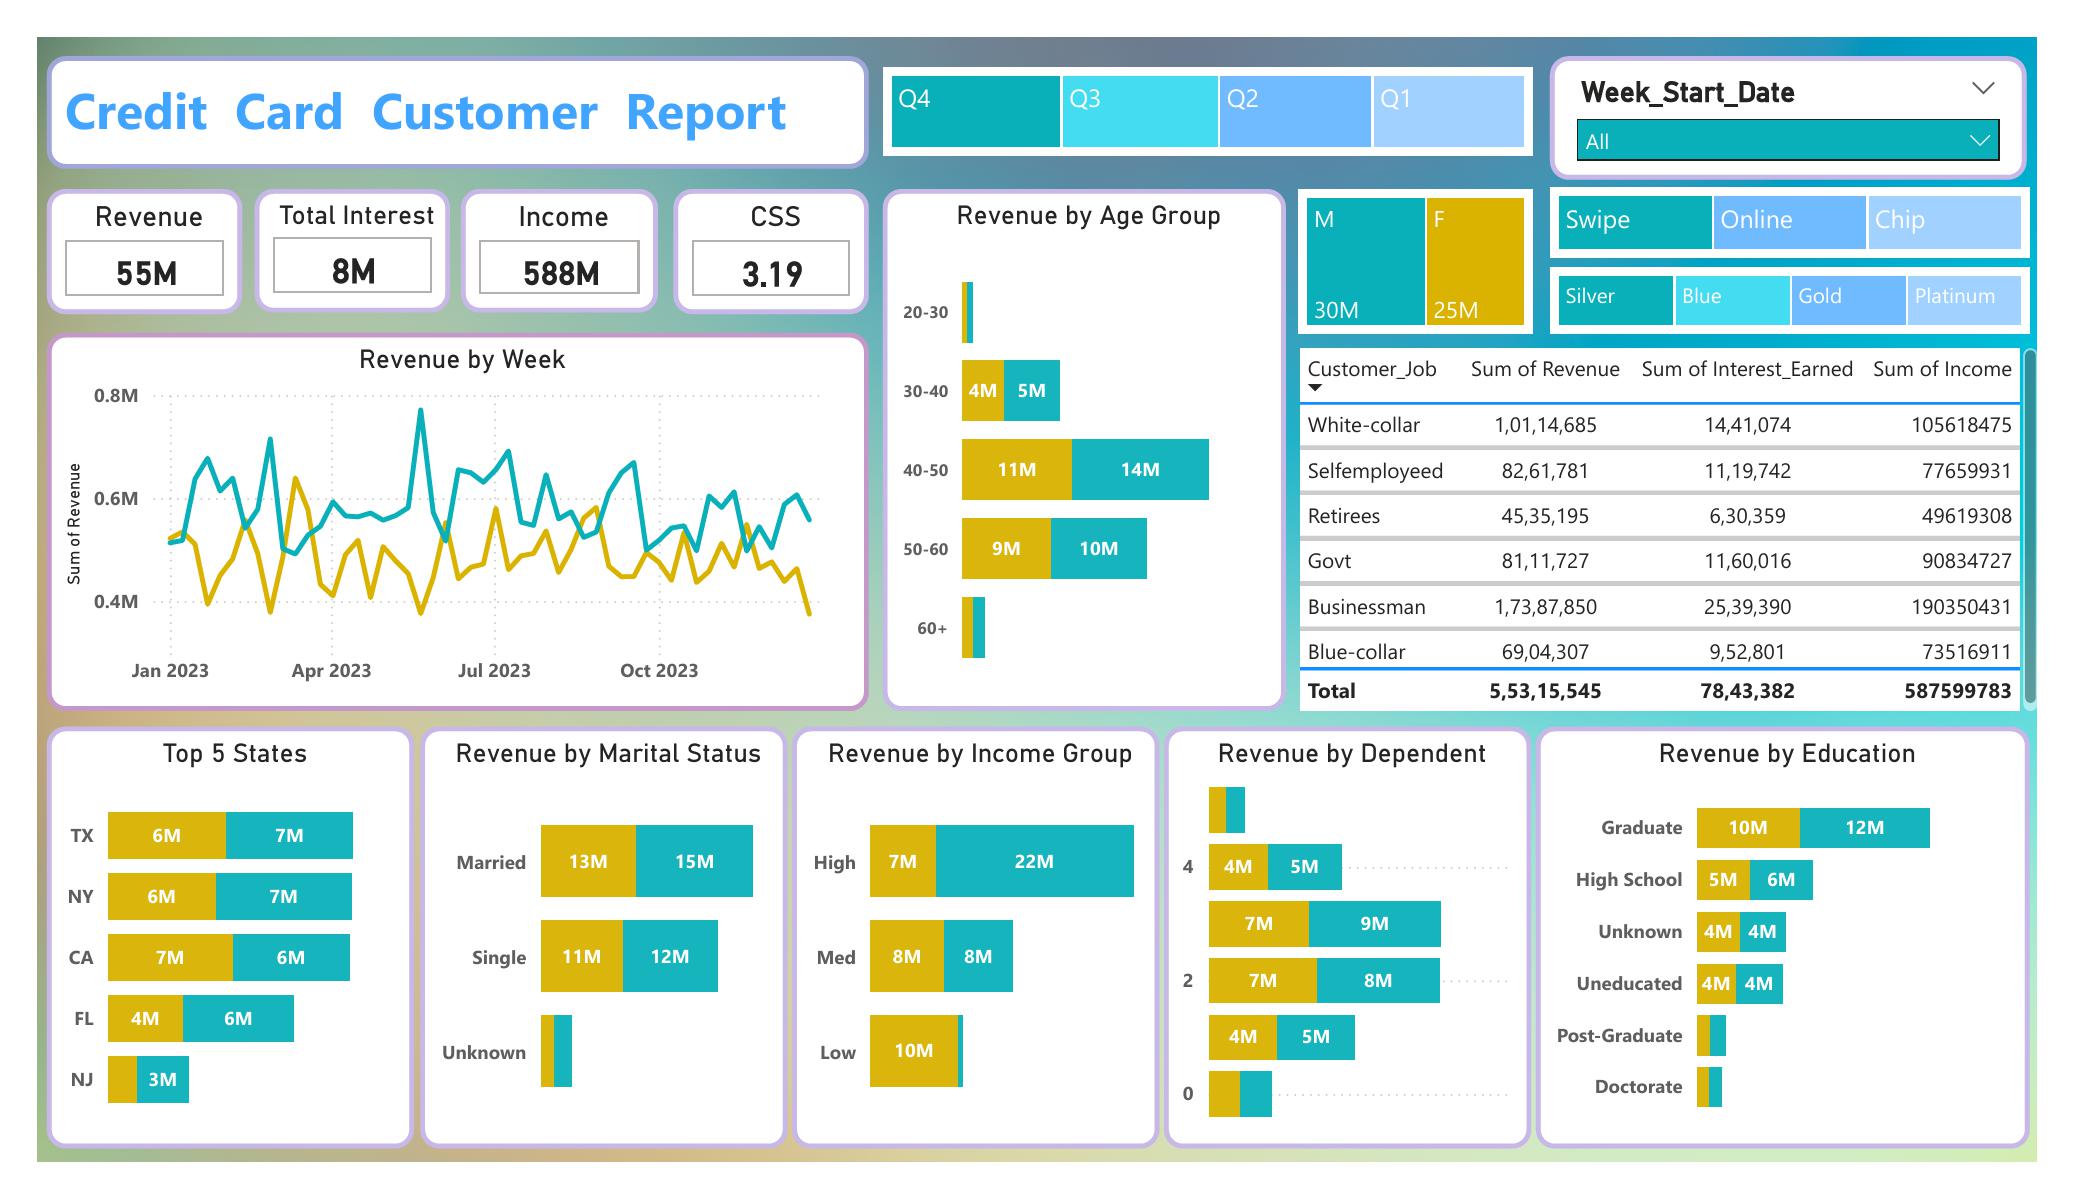 Credit Card Customer Report
Q4 Q3 Q2 Q1
Week_Start_Date
All
Revenue
55M
Total Interest
8M
Income
588M
CSS
3.19
Revenue by Age Group
20-30
30-40 4M 5M
40-50 11M 14M
50-60 9M 10M
60+
M F
30M 25M
Swipe Online Chip
Silver Blue Gold Platinum
Revenue by Week
Sum of Revenue
0.8M
0.6M
0.4M
Jan 2023 Apr 2023 Jul 2023 Oct 2023
Customer_Job Sum of Revenue Sum of Interest_Earned Sum of Income
White-collar 1,01,14,685 14,41,074 105618475
Selfemployeed 82,61,781 11,19,742 77659931
Retirees 45,35,195 6,30,359 49619308
Govt 81,11,727 11,60,016 90834727
Businessman 1,73,87,850 25,39,390 190350431
Blue-collar 69,04,307 9,52,801 73516911
Total 5,53,15,545 78,43,382 587599783
Top 5 States
TX 6M 7M
NY 6M 7M
CA 7M 6M
FL 4M 6M
NJ 3M
Revenue by Marital Status
Married 13M 15M
Single 11M 12M
Unknown
Revenue by Income Group
High 7M 22M
Med 8M 8M
Low 10M
Revenue by Dependent
4 4M 5M
7M 9M
2 7M 8M
4M 5M
0
Revenue by Education
Graduate 10M 12M
High School 5M 6M
Unknown 4M 4M
Uneducated 4M 4M
Post-Graduate
Doctorate